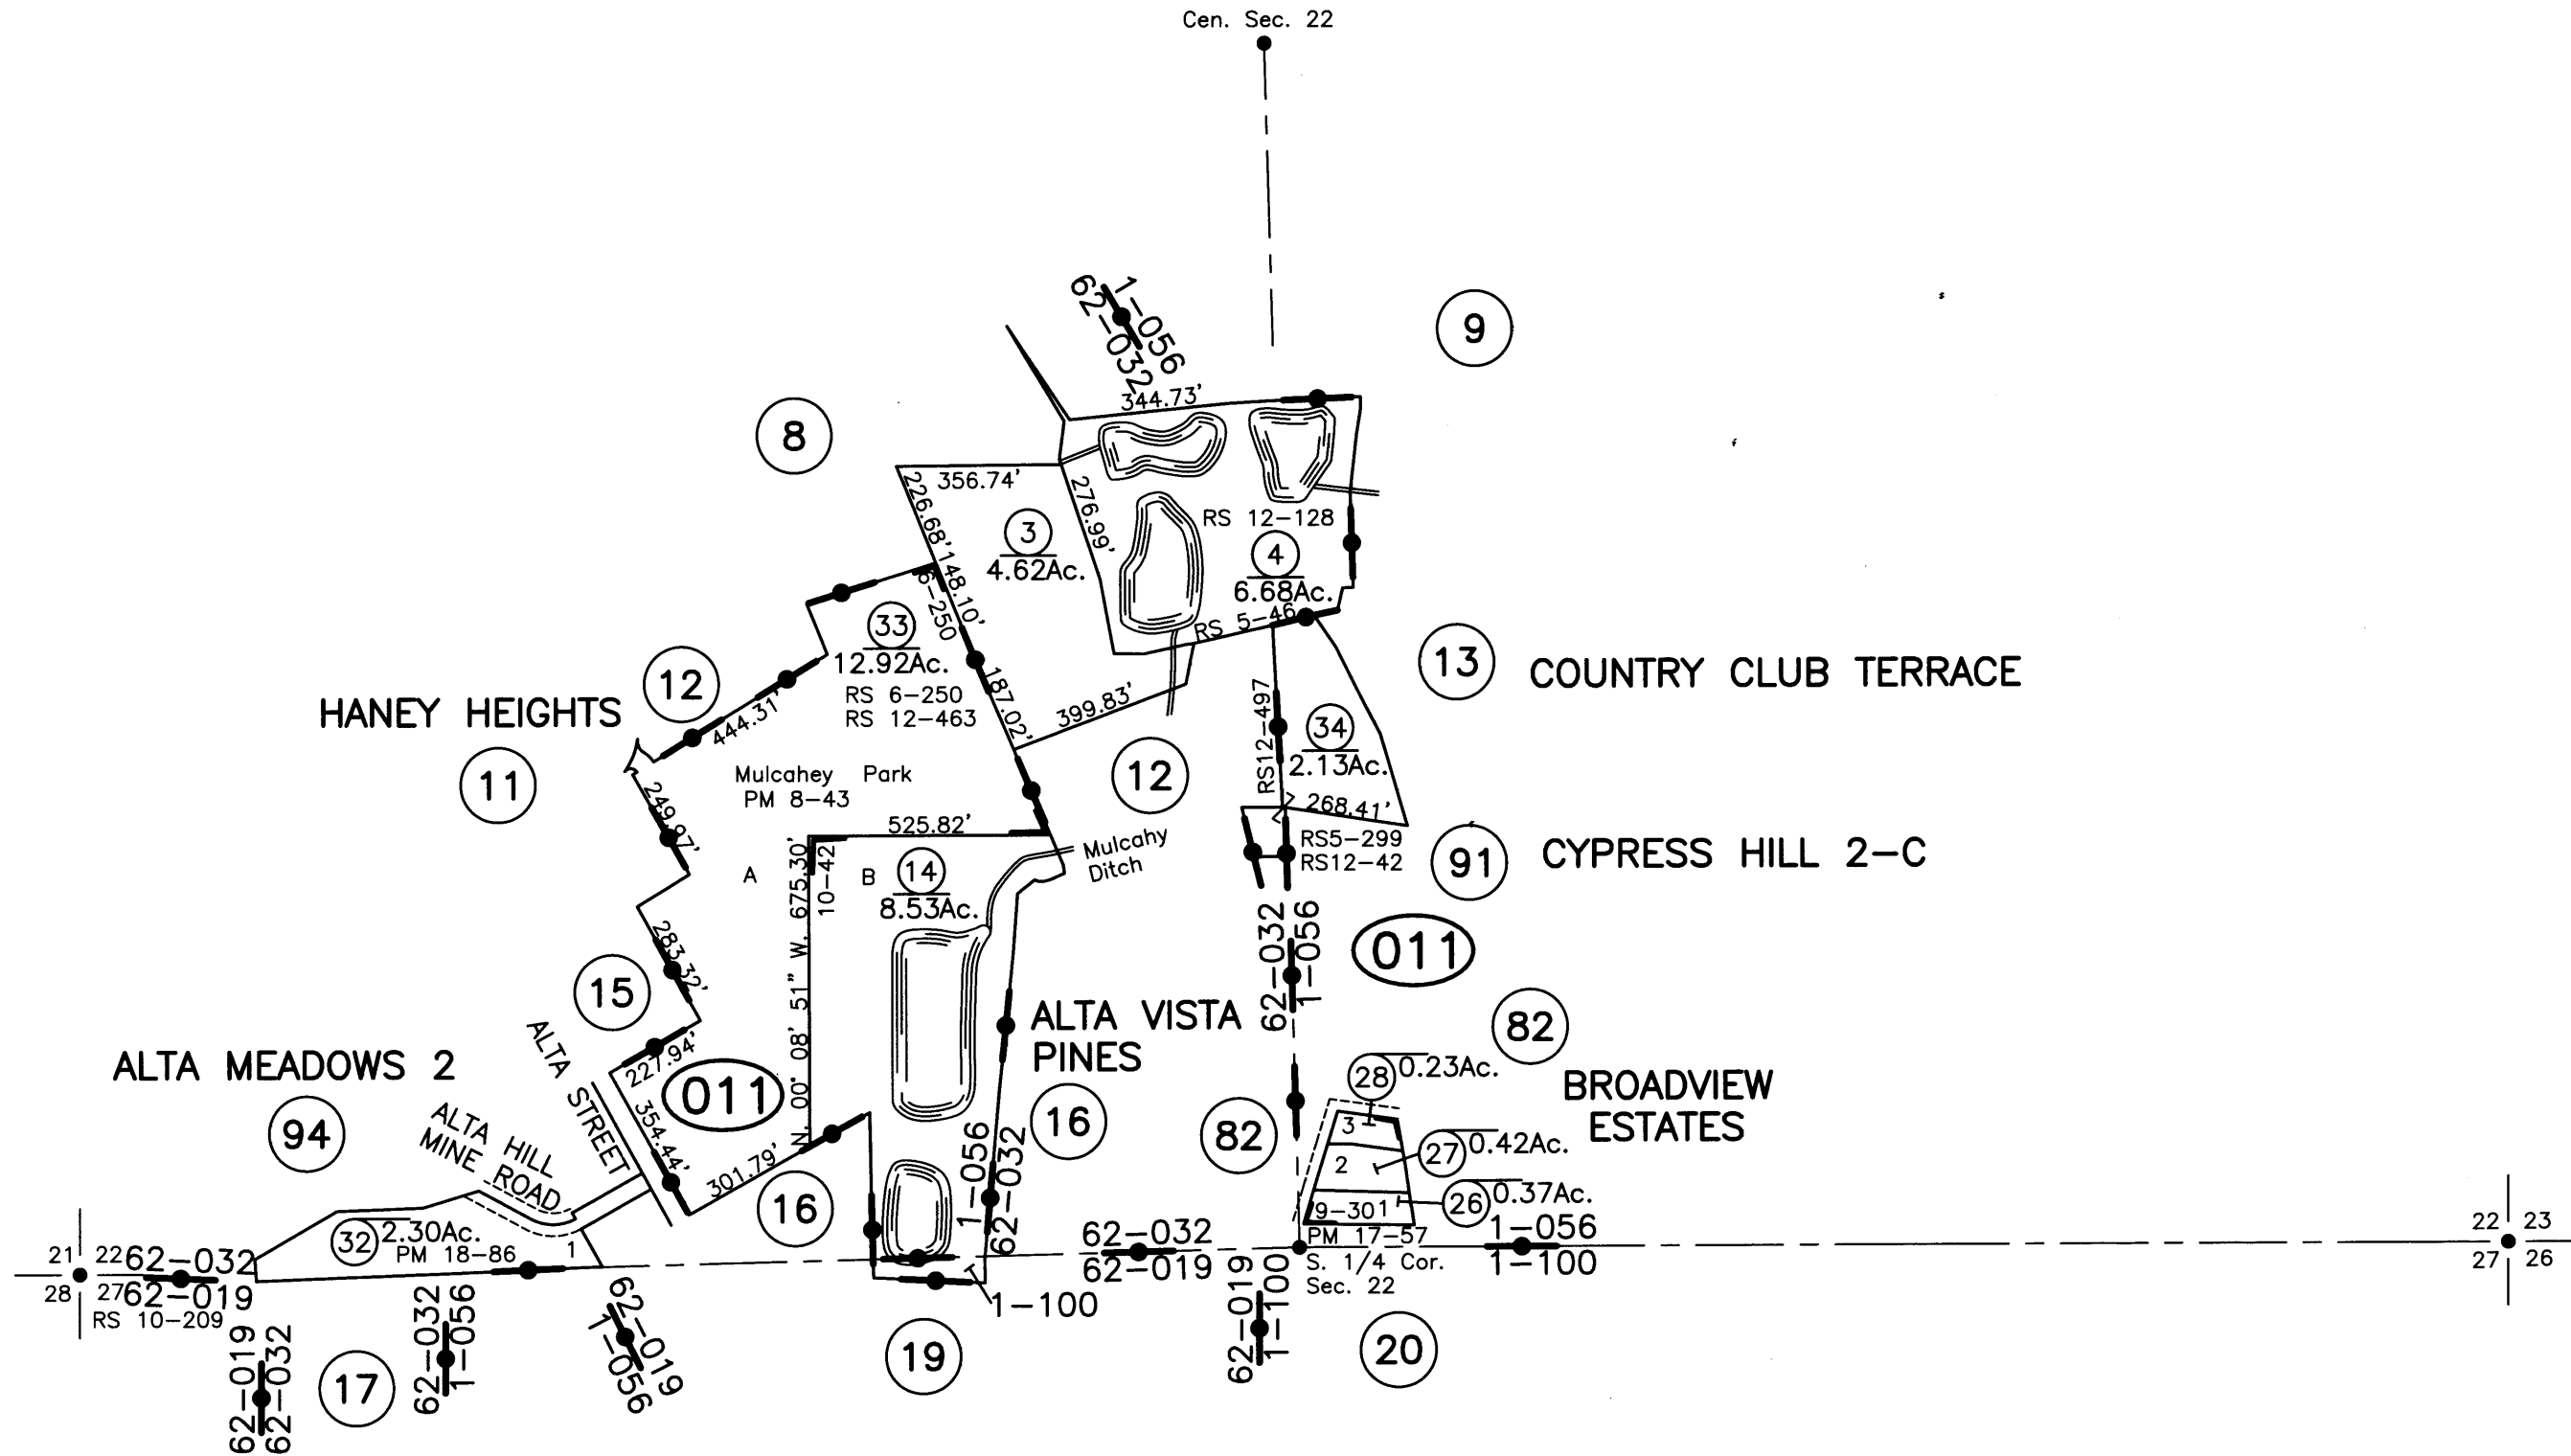 Cen. Sec. 22
1-056
62-032
9
344.73'
8
356.74'
226.68'
276.99'
3
4.62Ac.
RS 12-128
4
6.68Ac.
RS 5-46
148.10'
6-250
33
12.92Ac.
RS 6-250
RS 12-463
187.02'
399.83'
12
444.31'
HANEY HEIGHTS
11
249.97'
Mulcahey Park
PM 8-43
525.82'
12
Mulcahy
Ditch
13
COUNTRY CLUB TERRACE
RS12-497
34
2.13Ac.
268.41'
RS5-299
RS12-42
91
CYPRESS HILL 2-C
A
N. 00° 08' 51" W. 675.30'
10-42
B
14
8.53Ac.
62-032
1-056
011
283.32'
15
227.94'
ALTA STREET
011
354.44'
301.79'
ALTA VISTA
PINES
16
82
BROADVIEW
ESTATES
82
28
0.23Ac.
3
27
0.42Ac.
2
26
0.37Ac.
9-301
PM 17-57
ALTA MEADOWS 2
94
ALTA HILL
MINE ROAD
16
1-056
62-032
32
2.30Ac.
PM 18-86
1
21 22
28 27
62-032
62-019
RS 10-209
62-019
62-032
17
62-032
1-056
62-019
1-056
1-100
19
62-032
62-019
S. 1/4 Cor.
Sec. 22
62-019
1-100
1-056
1-100
20
22 23
27 26